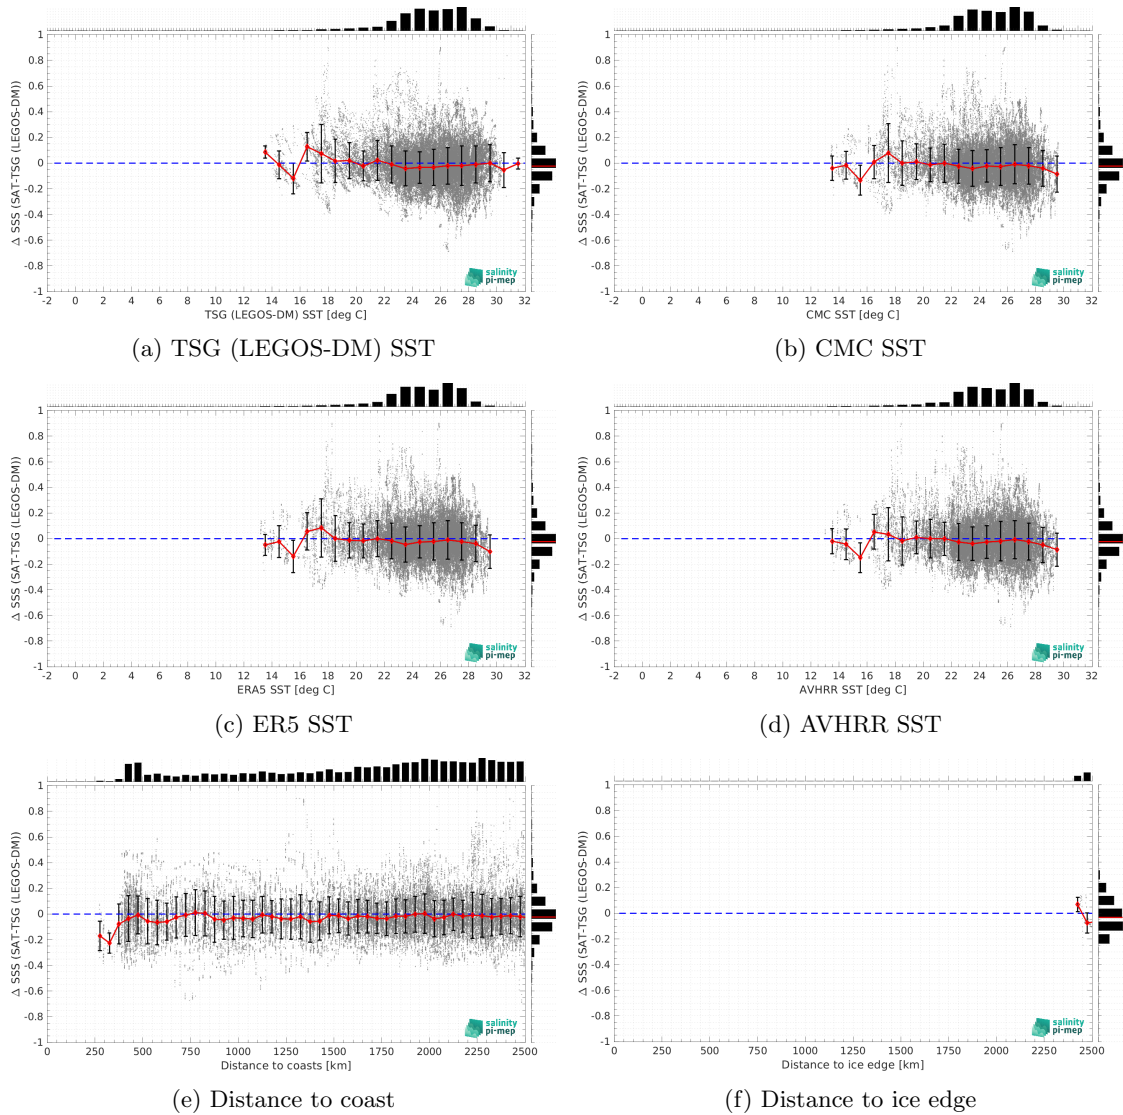 1
0.8
0.6
0.4
0.2
0
-0.2
-0.4
-0.6
-0.8
-1
Δ SSS (SAT-TSG (LEGOS-DM))
salinity
pi-mep
-2 0 2 4 6 8 10 12 14 16 18 20 22 24 26 28 30 32
TSG (LEGOS-DM) SST [deg C]
(a) TSG (LEGOS-DM) SST
1
0.8
0.6
0.4
0.2
0
-0.2
-0.4
-0.6
-0.8
-1
Δ SSS (SAT-TSG (LEGOS-DM))
salinity
pi-mep
-2 0 2 4 6 8 10 12 14 16 18 20 22 24 26 28 30 32
CMC SST [deg C]
(b) CMC SST
1
0.8
0.6
0.4
0.2
0
-0.2
-0.4
-0.6
-0.8
-1
Δ SSS (SAT-TSG (LEGOS-DM))
salinity
pi-mep
-2 0 2 4 6 8 10 12 14 16 18 20 22 24 26 28 30 32
ERA5 SST [deg C]
(c) ER5 SST
1
0.8
0.6
0.4
0.2
0
-0.2
-0.4
-0.6
-0.8
-1
Δ SSS (SAT-TSG (LEGOS-DM))
salinity
pi-mep
-2 0 2 4 6 8 10 12 14 16 18 20 22 24 26 28 30 32
AVHRR SST [deg C]
(d) AVHRR SST
1
0.8
0.6
0.4
0.2
0
-0.2
-0.4
-0.6
-0.8
-1
Δ SSS (SAT-TSG (LEGOS-DM))
salinity
pi-mep
0 250 500 750 1000 1250 1500 1750 2000 2250 2500
Distance to coasts [km]
(e) Distance to coast
1
0.8
0.6
0.4
0.2
0
-0.2
-0.4
-0.6
-0.8
-1
Δ SSS (SAT-TSG (LEGOS-DM))
salinity
pi-mep
0 250 500 750 1000 1250 1500 1750 2000 2250 2500
Distance to ice edge [km]
(f) Distance to ice edge